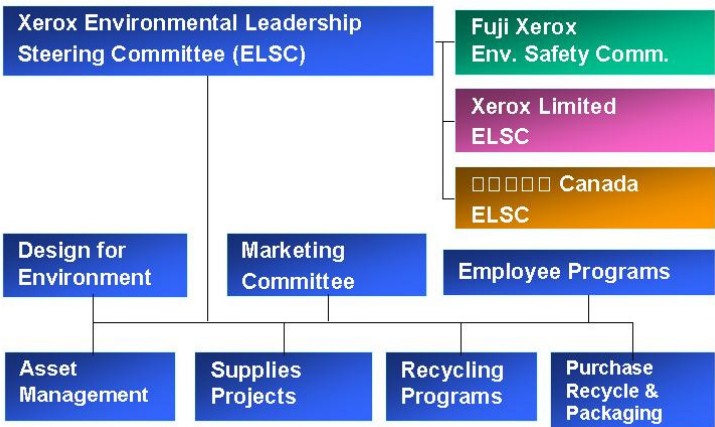 Xerox Environmental Leadership
Steering Committee (ELSC)
Fuji Xerox
Env. Safety Comm.
Xerox Limited
ELSC
Canada
ELSC
Design for
Environment
Marketing
Committee
Employee Programs
Asset
Management
Supplies
Projects
Recycling
Programs
Purchase
Recycle &
Packaging